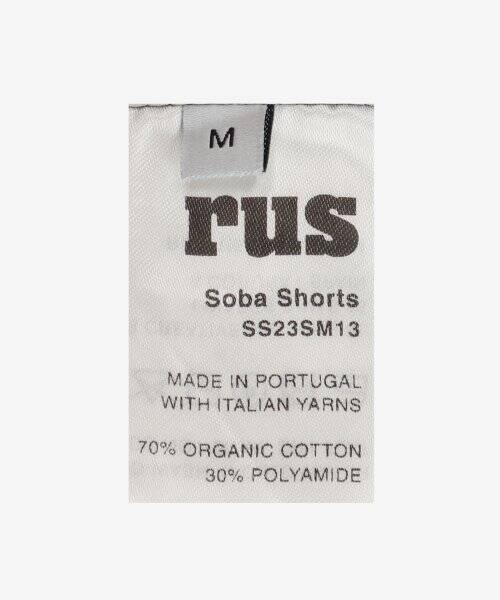 M
rus
Soba Shorts
SS23SM13
MADE IN PORTUGAL
WITH ITALIAN YARNS
70% ORGANIC COTTON
30% POLYAMIDE